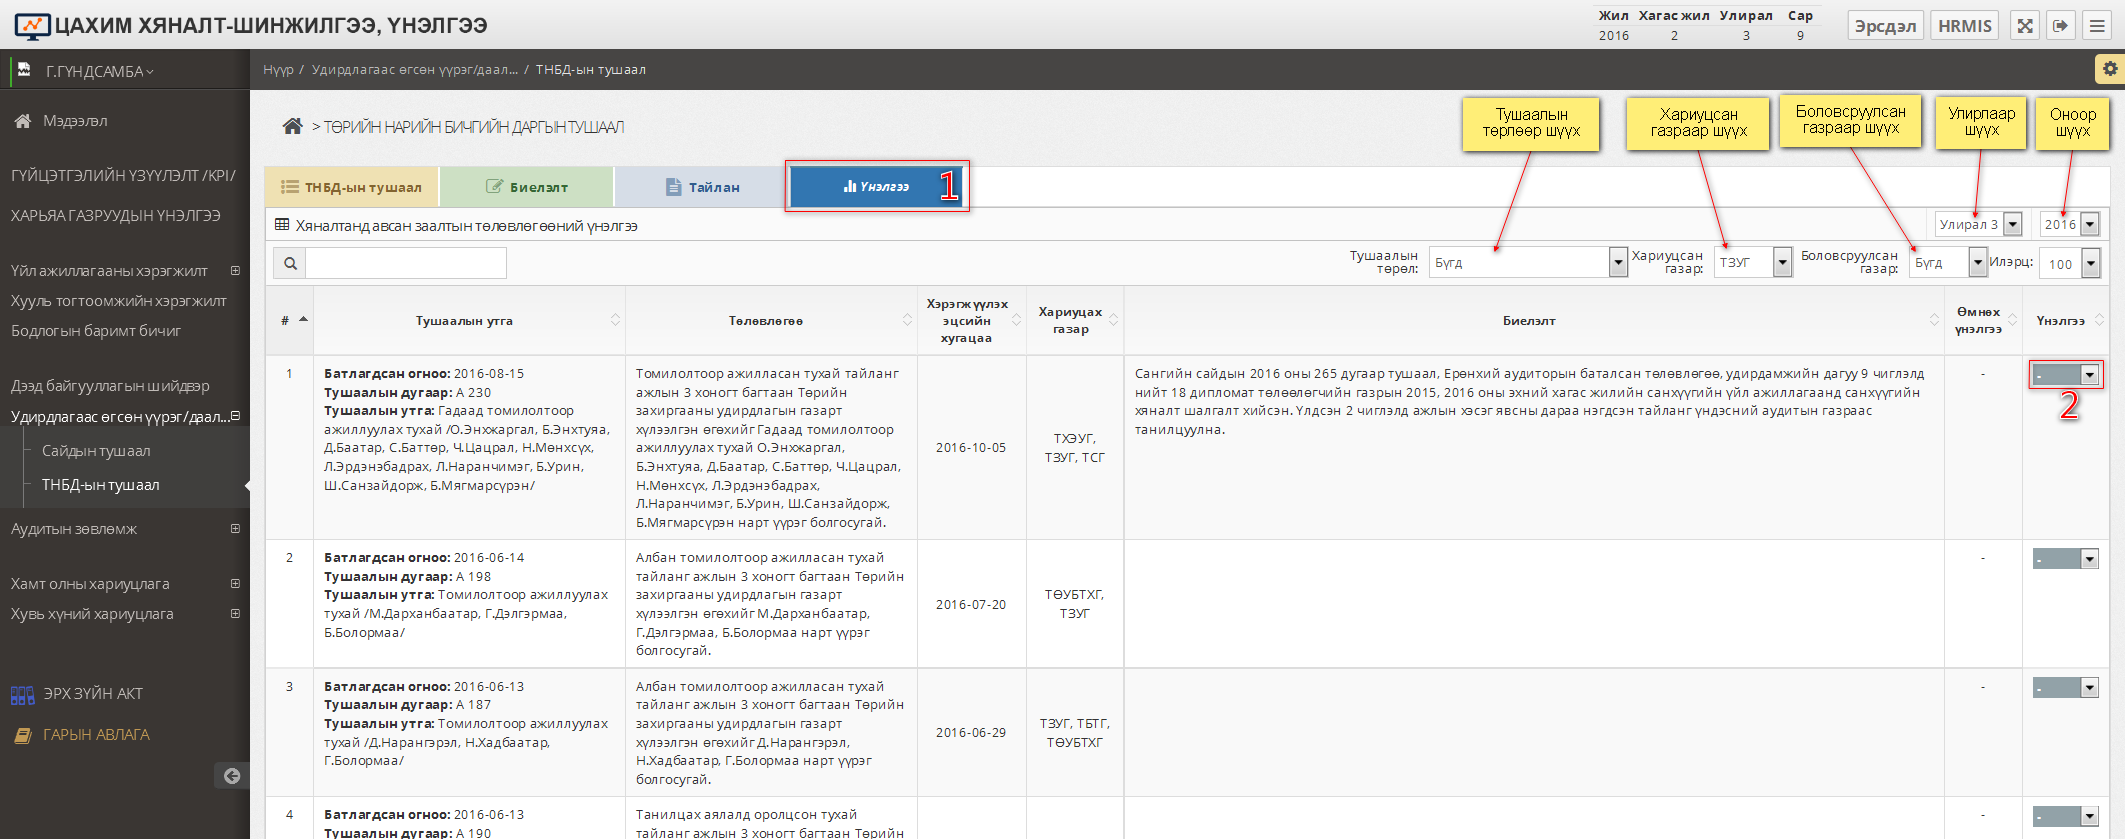 ЦАХИМ ХЯНАЛТ-ШИНЖИЛГЭЭ, ҮНЭЛГЭЭ
Жил Хагас жил Улирал Сар
2016 2 3 9
Эрсдэл HRMIS
Г.ГҮНДСАМБА
Нүүр / Удирдлагаас өгсөн үүрэг/даал... / ТНБД-ын тушаал
Мэдээлэл
ГҮЙЦЭТГЭЛИЙН ҮЗҮҮЛЭЛТ /KPI/
ХАРЬЯА ГАЗРУУДЫН ҮНЭЛГЭЭ
Үйл ажиллагааны хэрэгжилт
Хууль тогтоомжийн хэрэгжилт
Бодлогын баримт бичиг
Дээд байгууллагын шийдвэр
Удирдлагаас өгсөн үүрэг/даал...
Сайдын тушаал
ТНБД-ын тушаал
Аудитын зөвлөмж
Хамт олны хариуцлага
Хувь хүний хариуцлага
ЭРХ ЗҮЙН АКТ
ГАРЫН АВЛАГА
> ТӨРИЙН НАРИЙН БИЧГИЙН ДАРГЫН ТУШААЛ
Тушаалын төрлөөр шүүх
Хариуцсан газраар шүүх
Боловсруулсан газраар шүүх
Улирлаар шүүх
Оноор шүүх
ТНБД-ын тушаал Биелэлт Тайлан Үнэлгээ 1
Хяналтанд авсан заалтын төлөвлөгөөний үнэлгээ
Улирал 3 2016
Тушаалын төрөл: Бүгд Хариуцсан газар: ТЗУГ Боловсруулсан газар: Бүгд Илэрц: 100
# Тушаалын утга Төлөвлөгөө Хэрэгжүүлэх эцсийн хугацаа Хариуцах газар Биелэлт Өмнөх үнэлгээ Үнэлгээ
1
Батлагдсан огноо: 2016-08-15
Тушаалын дугаар: А 230
Тушаалын утга: Гадаад томилолтоор
ажиллуулах тухай /О.Энхжаргал, Б.Энхтуяа,
Д.Баатар, С.Баттөр, Ч.Цацрал, Н.Мөнхсүх,
Л.Эрдэнэбадрах, Л.Наранчимэг, Б.Урин,
Ш.Санзайдорж, Б.Мягмарсүрэн/
Томилолтоор ажилласан тухай тайланг
ажлын 3 хоногт багтаан Төрийн
захиргааны удирдлагын газарт
хүлээлгэн өгөхийг Гадаад томилолтоор
ажиллуулах тухай О.Энхжаргал,
Б.Энхтуяа, Д.Баатар, С.Баттөр, Ч.Цацрал,
Н.Мөнхсүх, Л.Эрдэнэбадрах,
Л.Наранчимэг, Б.Урин, Ш.Санзайдорж,
Б.Мягмарсүрэн нарт үүрэг болгосугай.
2016-10-05
ТХЭУГ,
ТЗУГ, ТСГ
Сангийн сайдын 2016 оны 265 дугаар тушаал, Ерөнхий аудиторын баталсан төлөвлөгөө, удирдамжийн дагуу 9 чиглэлд
нийт 18 дипломат төлөөлөгчийн газрын 2015, 2016 оны эхний хагас жилийн санхүүгийн үйл ажиллагаанд санхүүгийн
хяналт шалгалт хийсэн. Үлдсэн 2 чиглэлд ажлын хэсэг явсны дараа нэгдсэн тайланг үндэсний аудитын газраас
танилцуулна.
- -
2
2
Батлагдсан огноо: 2016-06-14
Тушаалын дугаар: А 198
Тушаалын утга: Томилолтоор ажиллуулах
тухай /М.Дарханбаатар, Г.Дэлгэрмаа,
Б.Болормаа/
Албан томилолтоор ажилласан тухай
тайланг ажлын 3 хоногт багтаан Төрийн
захиргааны удирдлагын газарт
хүлээлгэн өгөхийг М.Дарханбаатар,
Г.Дэлгэрмаа, Б.Болормаа нарт үүрэг
болгосугай.
2016-07-20
ТӨУБТХГ,
ТЗУГ
- -
3
Батлагдсан огноо: 2016-06-13
Тушаалын дугаар: А 187
Тушаалын утга: Томилолтоор ажиллуулах
тухай /Д.Нарангэрэл, Н.Хадбаатар,
Г.Болормаа/
Албан томилолтоор ажилласан тухай
тайланг ажлын 3 хоногт багтаан Төрийн
захиргааны удирдлагын газарт
хүлээлгэн өгөхийг Д.Нарангэрэл,
Н.Хадбаатар, Г.Болормаа нарт үүрэг
болгосугай.
2016-06-29
ТЗУГ, ТБТГ,
ТӨУБТХГ
- -
4
Батлагдсан огноо: 2016-06-13
Тушаалын дугаар: А 190
Танилцах аялалд оролцсон тухай
тайланг ажлын 3 хоногт багтаан Төрийн
- -